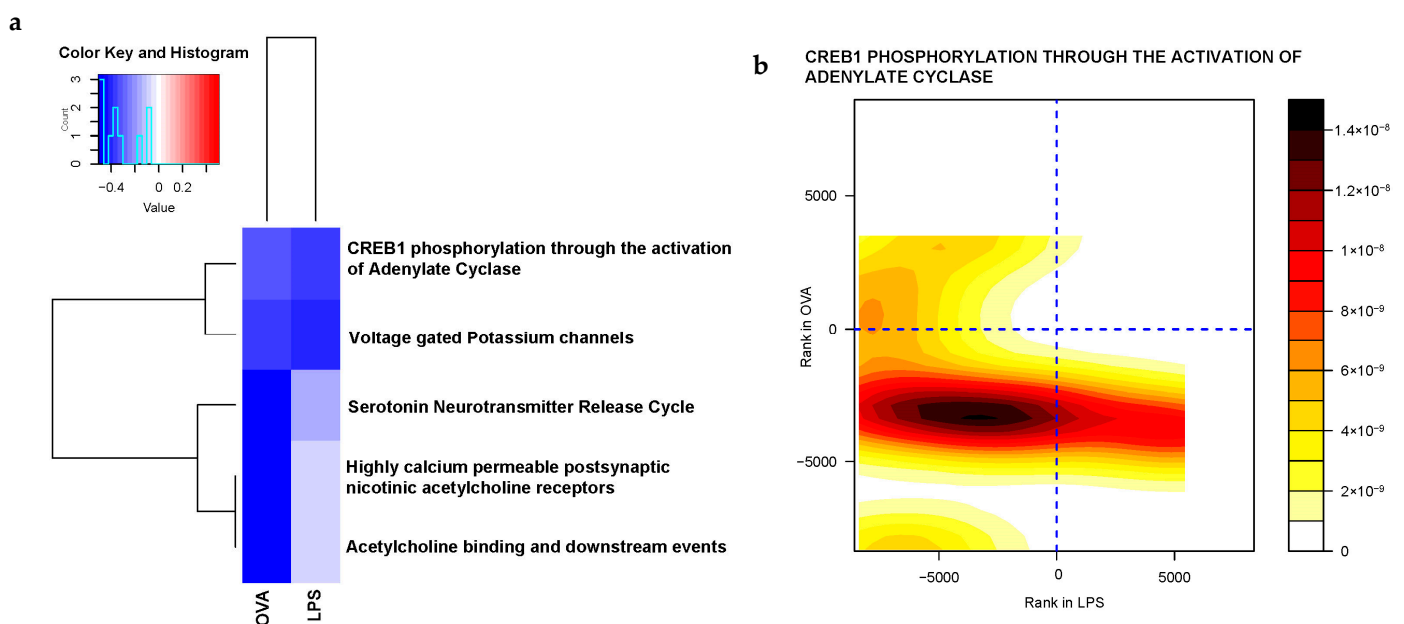 a
Color Key and Histogram
3
2
1
0
Count
−0.4
0
0.2
Value
CREB1 phosphorylation through the activation
of Adenylate Cyclase
Voltage gated Potassium channels
Serotonin Neurotransmitter Release Cycle
Highly calcium permeable postsynaptic
nicotinic acetylcholine receptors
Acetylcholine binding and downstream events
OVA
LPS
b
CREB1 PHOSPHORYLATION THROUGH THE ACTIVATION OF
ADENYLATE CYCLASE
5000
0
−5000
Rank in OVA
−5000
0
5000
Rank in LPS
1.4×10⁻⁸
1.2×10⁻⁸
1×10⁻⁸
8×10⁻⁹
6×10⁻⁹
4×10⁻⁹
2×10⁻⁹
0